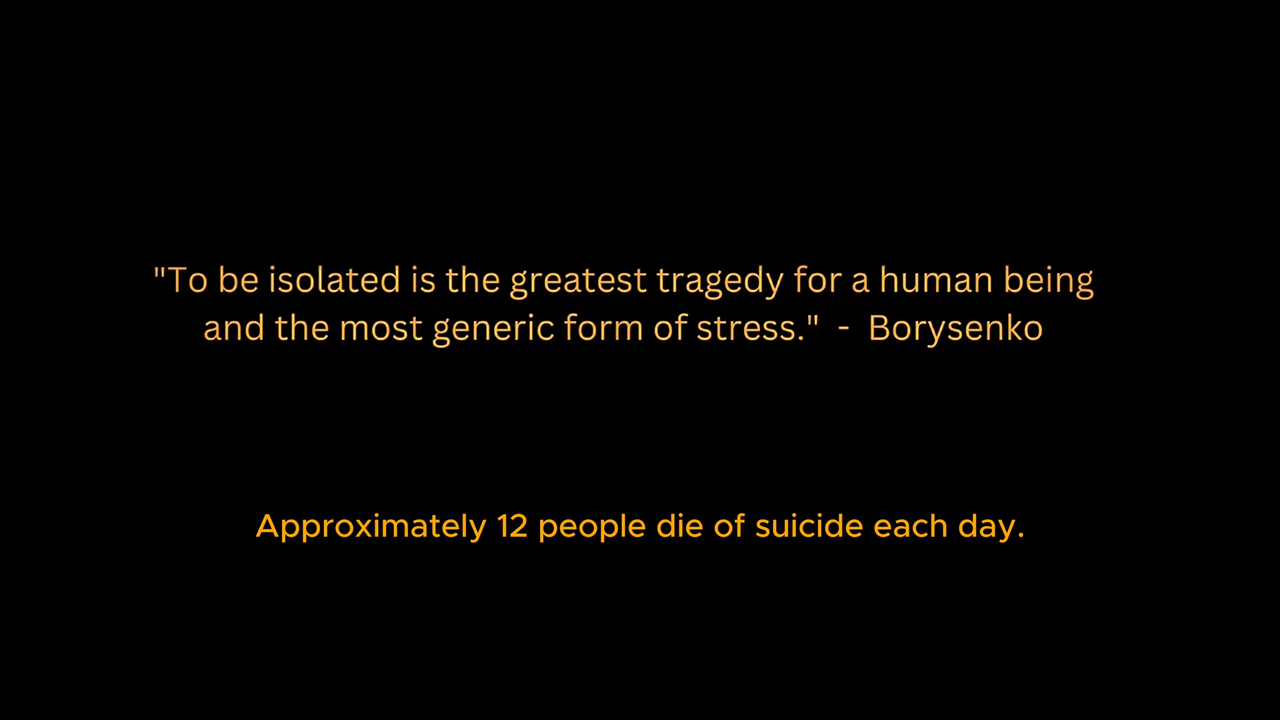 "To be isolated is the greatest tragedy for a human being
and the most generic form of stress." - Borysenko
Approximately 12 people die of suicide each day.